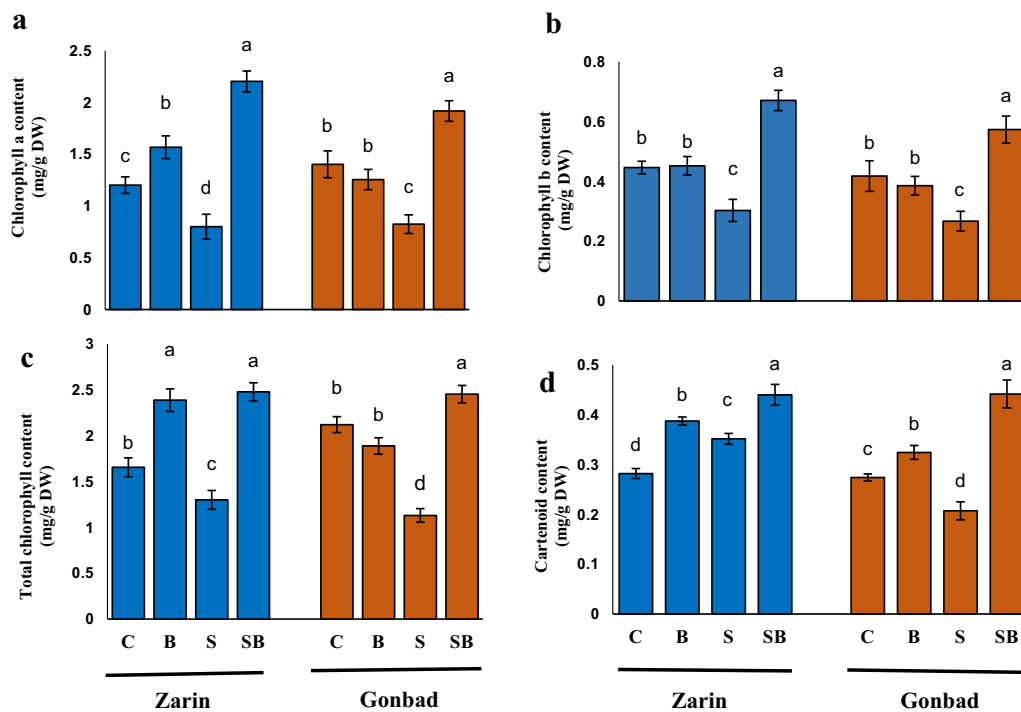 a
Chlorophyll a content
(mg/g DW)
2.5
2
1.5
1
0.5
0
c
b
d
a
b
b
c
a
b
Chlorophyll b content
(mg/g DW)
0.8
0.6
0.4
0.2
0
b
b
c
a
b
b
c
a
c
Total chlorophyll content
(mg/g DW)
3
2.5
2
1.5
1
0.5
0
b
a
c
a
b
b
d
a
C B S SB C B S SB
Zarin Gonbad
d
Cartenoid content
(mg/g DW)
0.5
0.4
0.3
0.2
0.1
0
d
b
c
a
c
b
d
a
C B S SB C B S SB
Zarin Gonbad